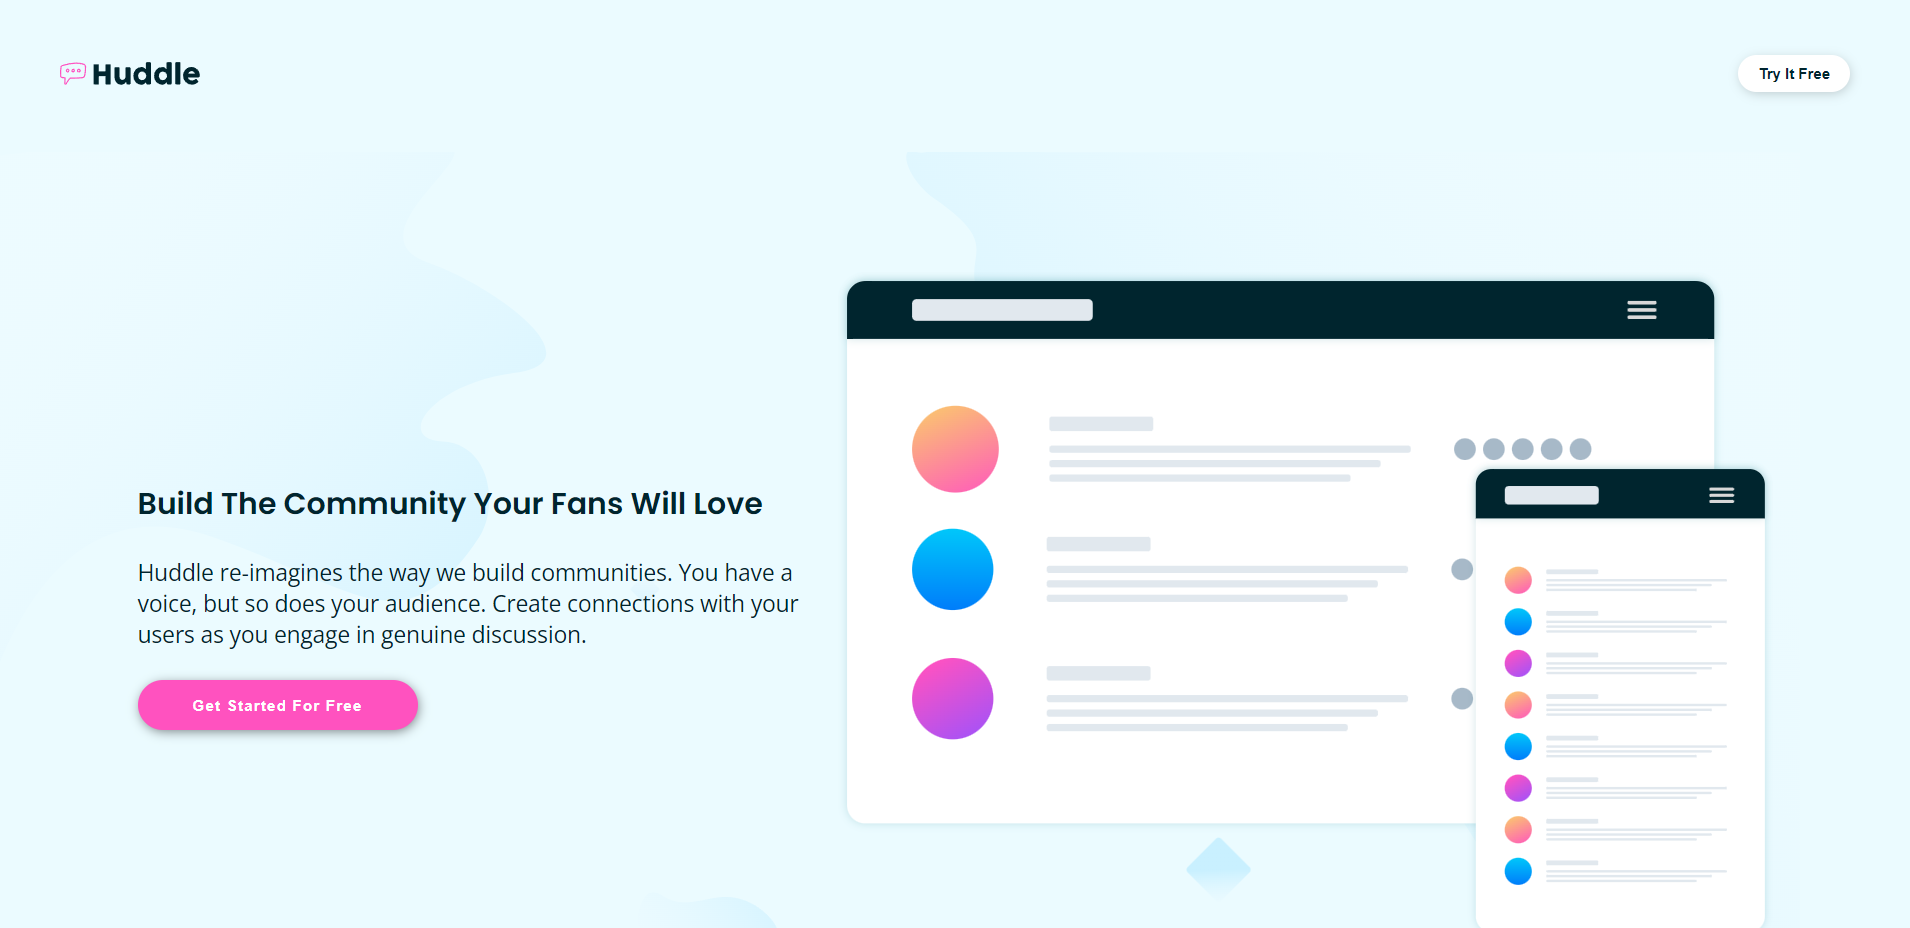 Huddle
Try It Free
Build The Community Your Fans Will Love
Huddle re-imagines the way we build communities. You have a
voice, but so does your audience. Create connections with your
users as you engage in genuine discussion.
Get Started For Free